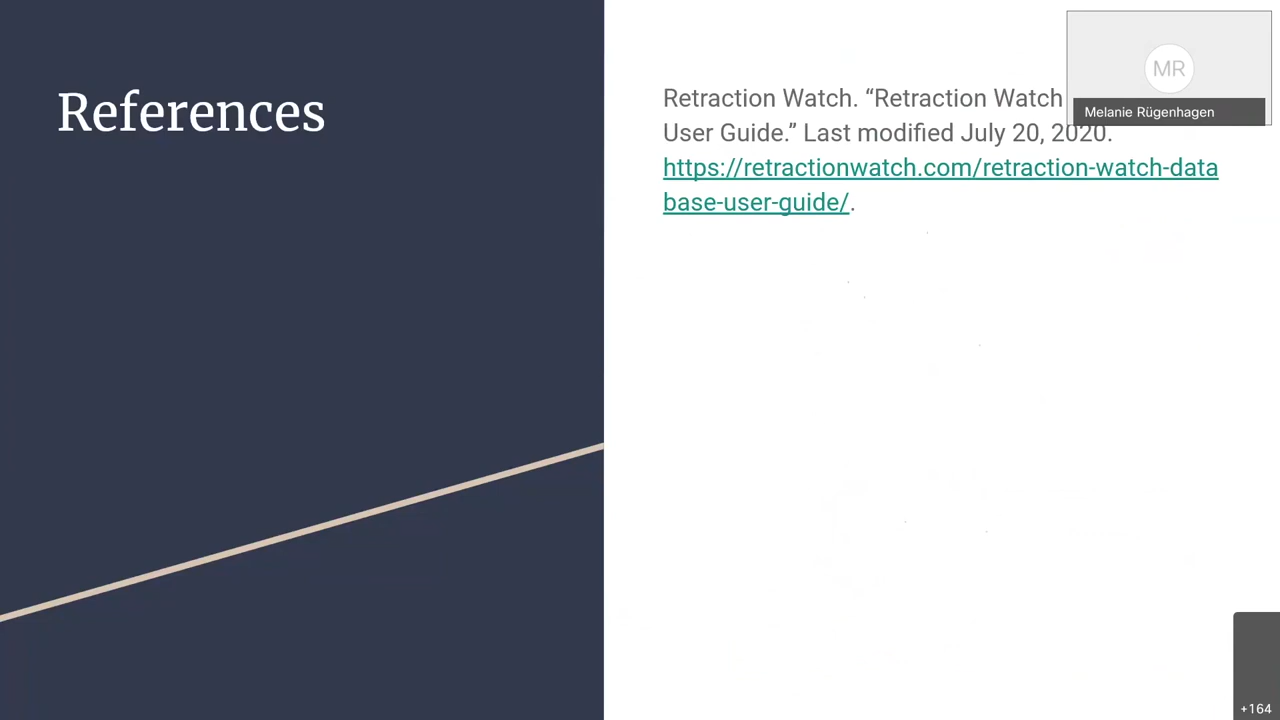 References
Retraction Watch. “Retraction Watch
User Guide.” Last modified July 20, 2020.
https://retractionwatch.com/retraction-watch-data
base-user-guide/.
MR
Melanie Rügenhagen
+164